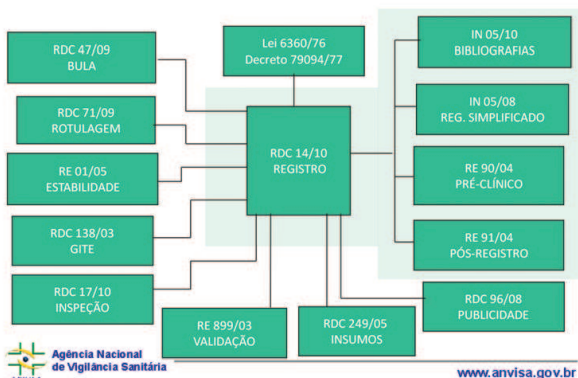 RDC 47/09
BULA
Lei 6360/76
Decreto 79094/77
IN 05/10
BIBLIOGRAFIAS
RDC 71/09
ROTULAGEM
IN 05/08
REG. SIMPLIFICADO
RDC 14/10
REGISTRO
RE 01/05
ESTABILIDADE
RE 90/04
PRÉ-CLÍNICO
RDC 138/03
GITE
RE 91/04
PÓS-REGISTRO
RDC 17/10
INSPEÇÃO
RE 899/03
VALIDAÇÃO
RDC 249/05
INSUMOS
RDC 96/08
PUBLICIDADE
Agência Nacional
de Vigilância Sanitária
www.anvisa.gov.br